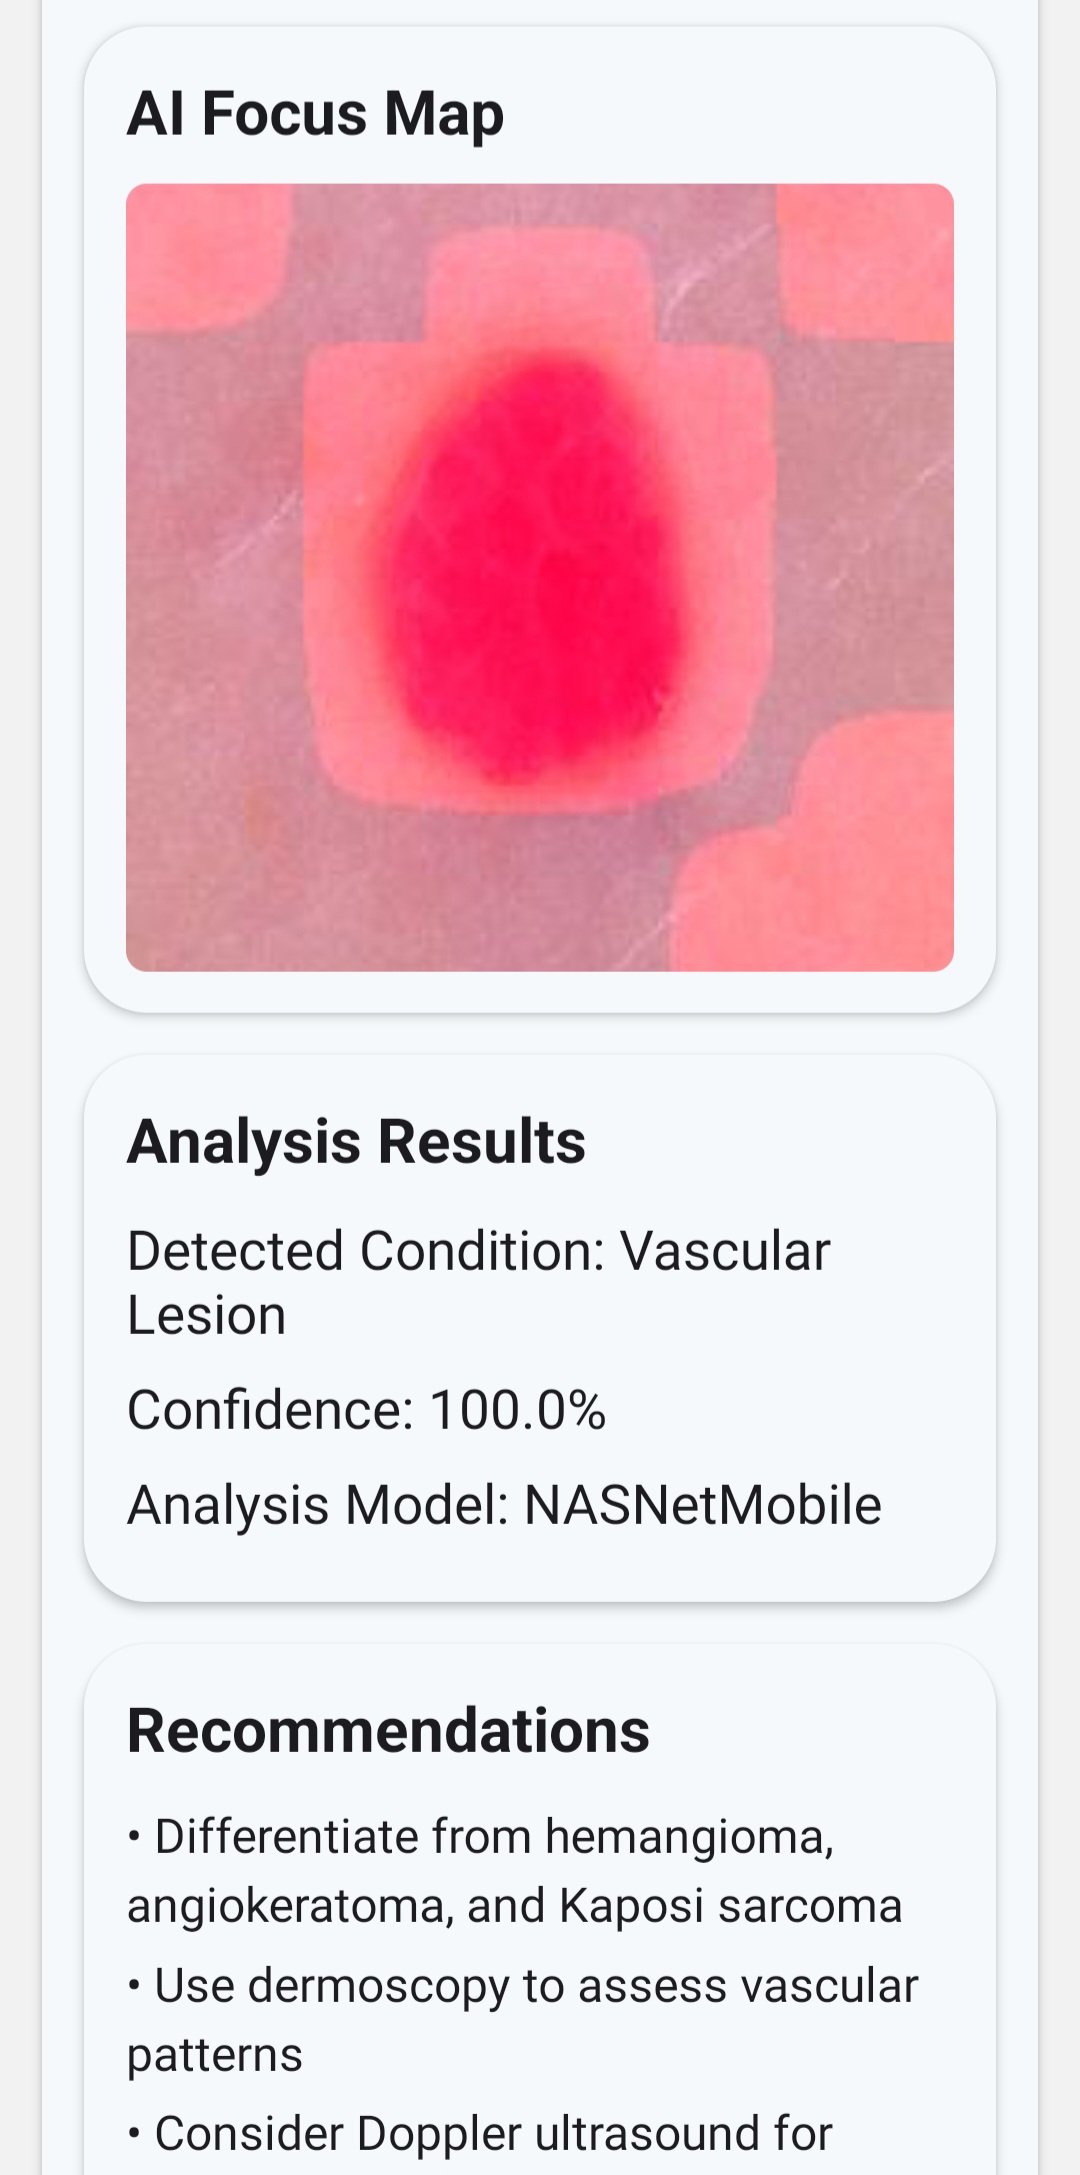 AI Focus Map
Analysis Results
Detected Condition: Vascular
Lesion
Confidence: 100.0%
Analysis Model: NASNetMobile
Recommendations
• Differentiate from hemangioma,
angiokeratoma, and Kaposi sarcoma
• Use dermoscopy to assess vascular
patterns
• Consider Doppler ultrasound for